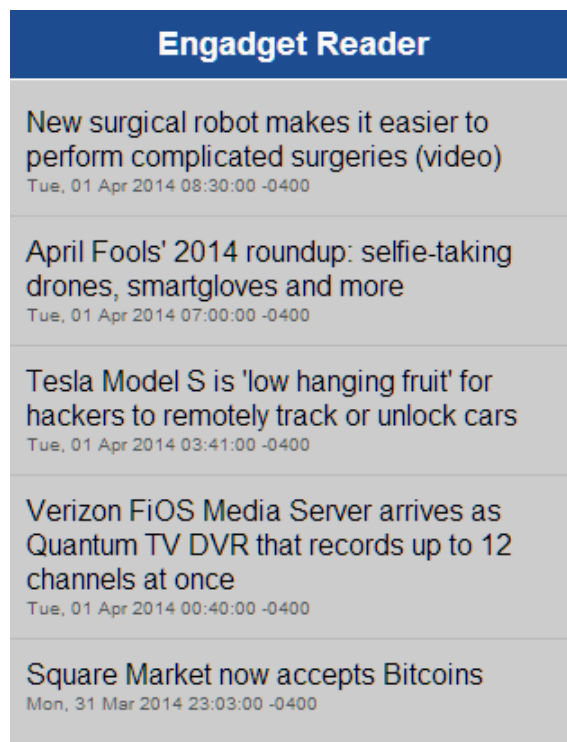 Engadget Reader
New surgical robot makes it easier to
perform complicated surgeries (video)
Tue, 01 Apr 2014 08:30:00 -0400
April Fools' 2014 roundup: selfie-taking
drones, smartgloves and more
Tue, 01 Apr 2014 07:00:00 -0400
Tesla Model S is 'low hanging fruit' for
hackers to remotely track or unlock cars
Tue, 01 Apr 2014 03:41:00 -0400
Verizon FiOS Media Server arrives as
Quantum TV DVR that records up to 12
channels at once
Tue, 01 Apr 2014 00:40:00 -0400
Square Market now accepts Bitcoins
Mon, 31 Mar 2014 23:03:00 -0400